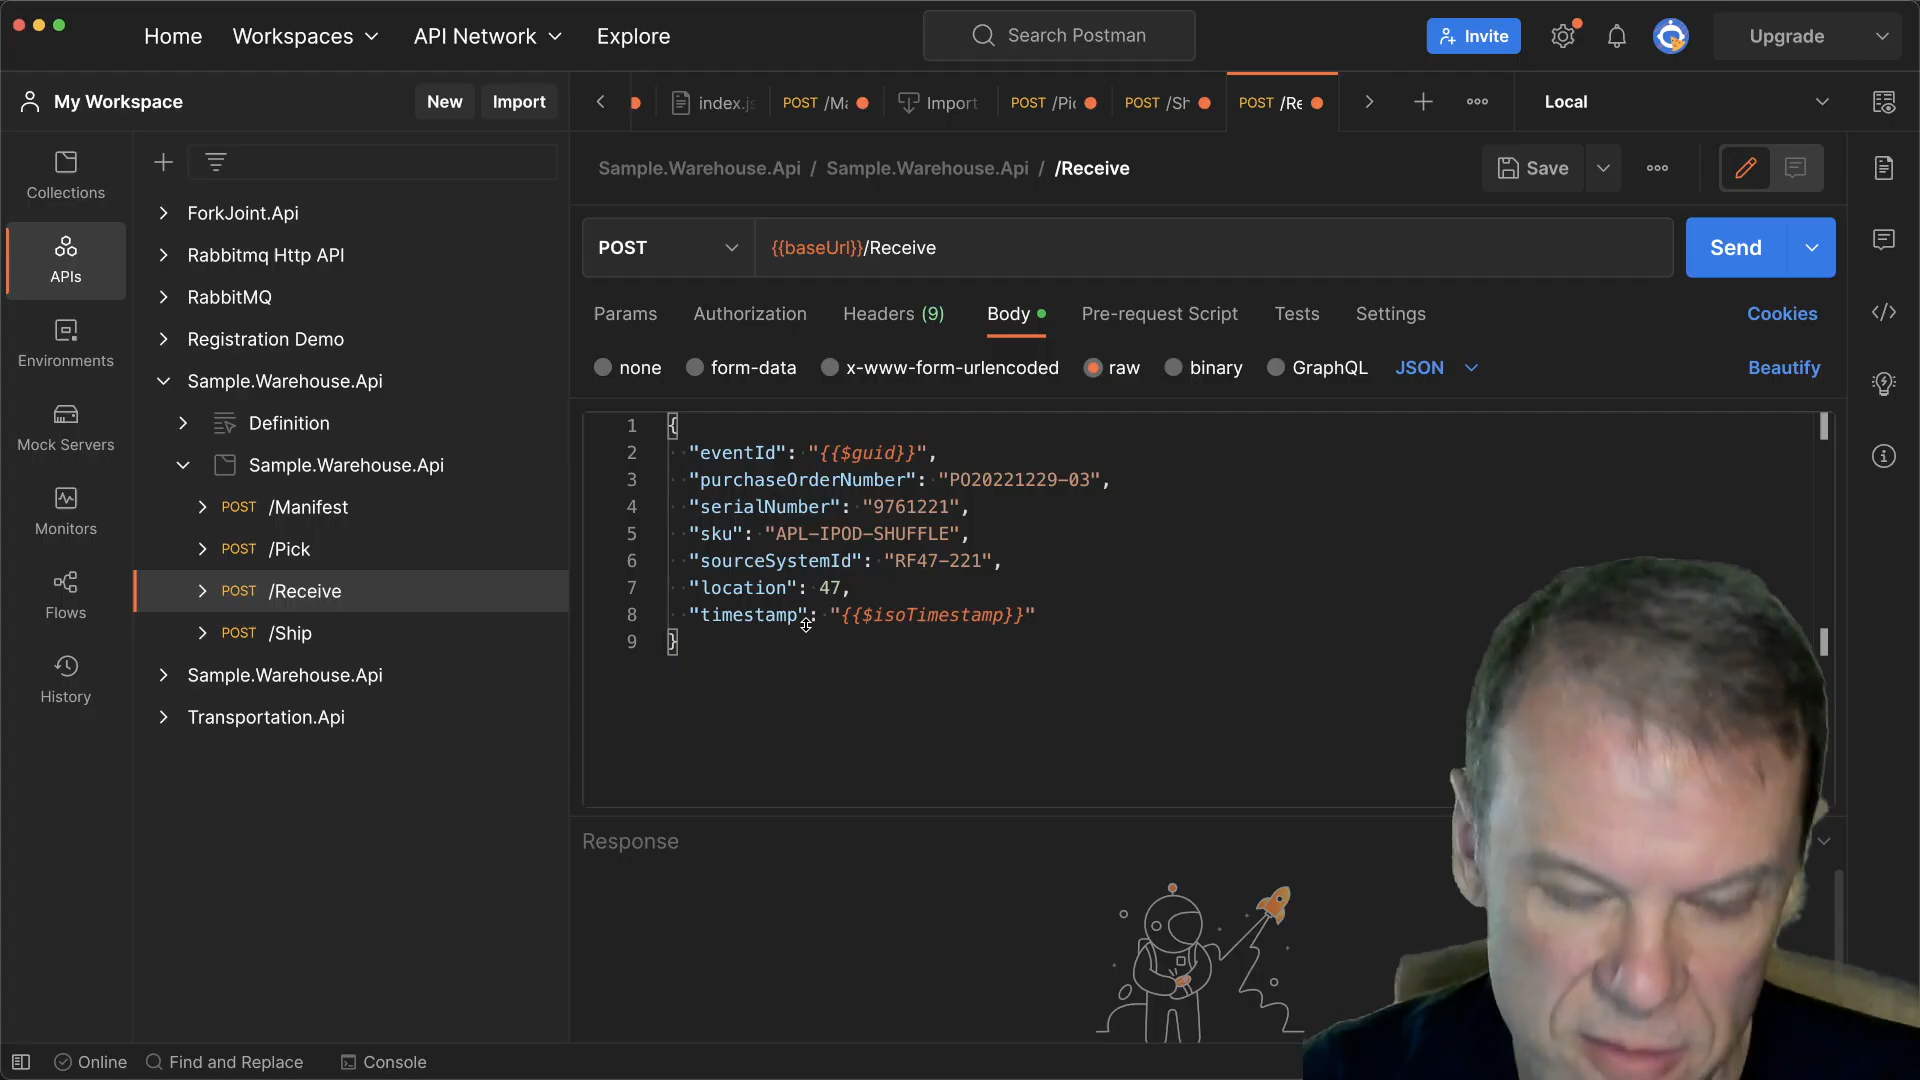 Home Workspaces API Network Explore Search Postman Invite Upgrade
My Workspace New Import index.js POST /Ma Import POST /Pic POST /Sh POST /Re Local
Sample.Warehouse.Api / Sample.Warehouse.Api / /Receive Save
POST {{baseUrl}}/Receive Send
Params Authorization Headers (9) Body Pre-request Script Tests Settings Cookies
none form-data x-www-form-urlencoded raw binary GraphQL JSON Beautify
Collections
APIs
Environments
Mock Servers
Monitors
Flows
History
ForkJoint.Api
Rabbitmq Http API
RabbitMQ
Registration Demo
Sample.Warehouse.Api
Definition
Sample.Warehouse.Api
POST /Manifest
POST /Pick
POST /Receive
POST /Ship
Sample.Warehouse.Api
Transportation.Api
1 {
2 "eventId": "{{$guid}}",
3 "purchaseOrderNumber": "PO20221229-03",
4 "serialNumber": "9761221",
5 "sku": "APL-IPOD-SHUFFLE",
6 "sourceSystemId": "RF47-221",
7 "location": 47,
8 "timestamp": "{{$isoTimestamp}}"
9 }
Response
Online Find and Replace Console